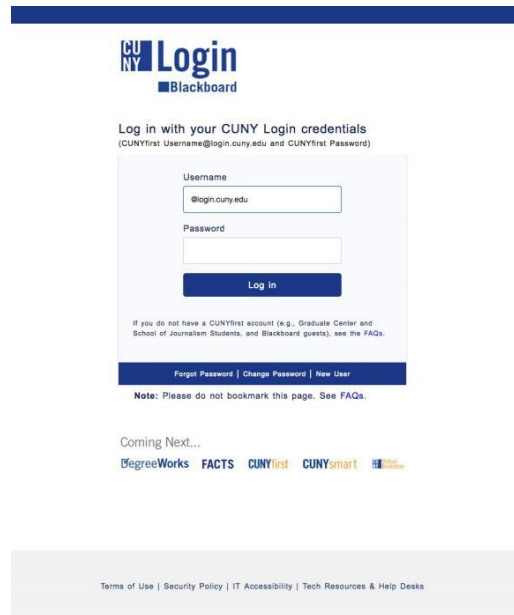 CU
NY Login
Blackboard
Log in with your CUNY Login credentials
(CUNYfirst Username@login.cuny.edu and CUNYfirst Password)
Username
@login.cuny.edu
Password
Log in
If you do not have a CUNYfirst account (e.g., Graduate Center and
School of Journalism Students, and Blackboard guests), see the FAQs.
Forgot Password | Change Password | New User
Note: Please do not bookmark this page. See FAQs.
Coming Next...
DegreeWorks FACTS CUNYfirst CUNYsmart
Terms of Use | Security Policy | IT Accessibility | Tech Resources & Help Desks